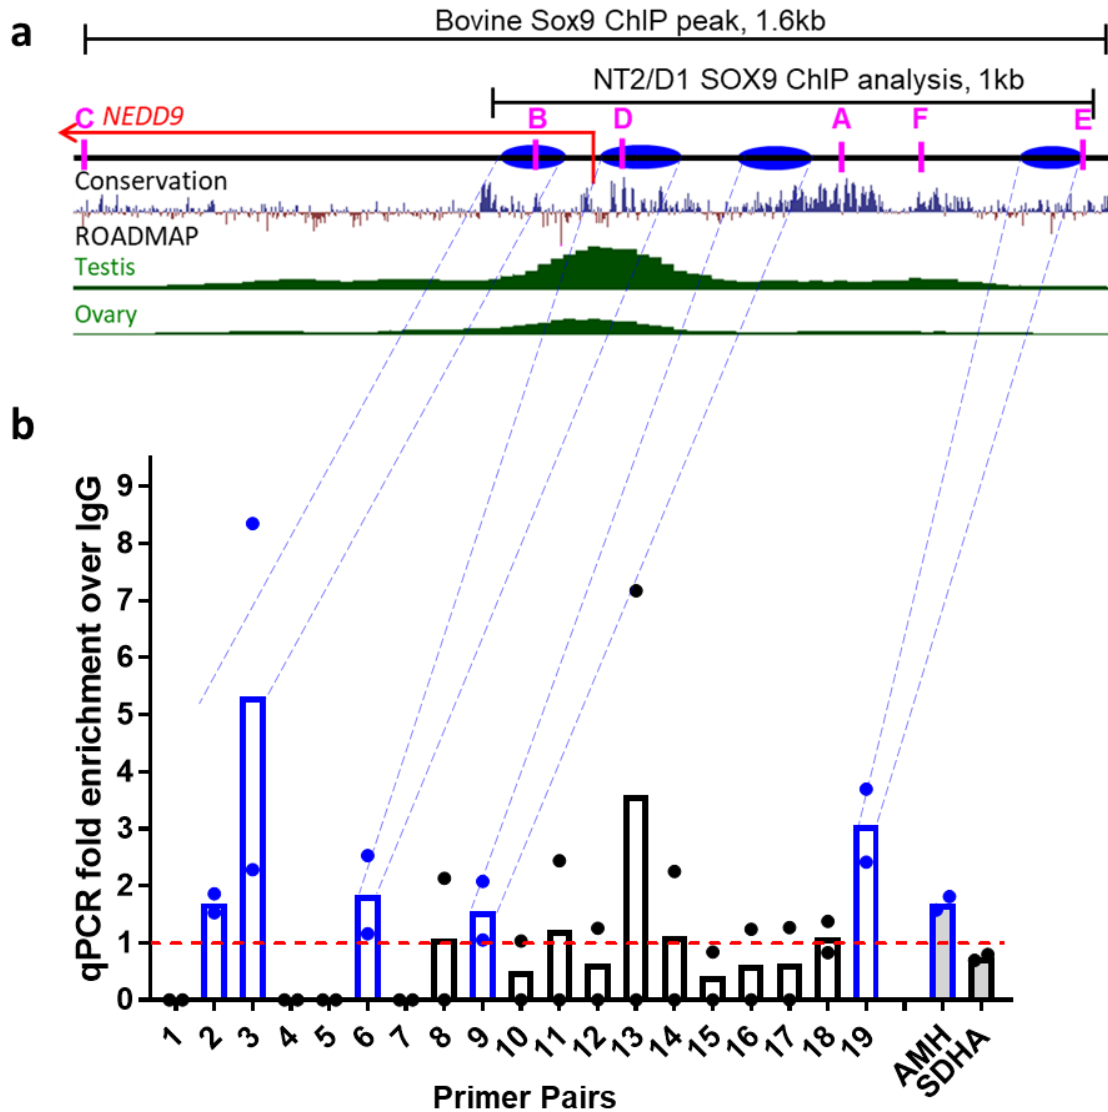 a
Bovine Sox9 ChIP peak, 1.6kb
NT2/D1 SOX9 ChIP analysis, 1kb
C NEDD9 B D A F E
Conservation
ROADMAP
Testis
Ovary
b
qPCR fold enrichment over IgG
9
8
7
6
5
4
3
2
1
0
1 2 3 4 5 6 7 8 9 10 11 12 13 14 15 16 17 18 19 AMH SDHA
Primer Pairs